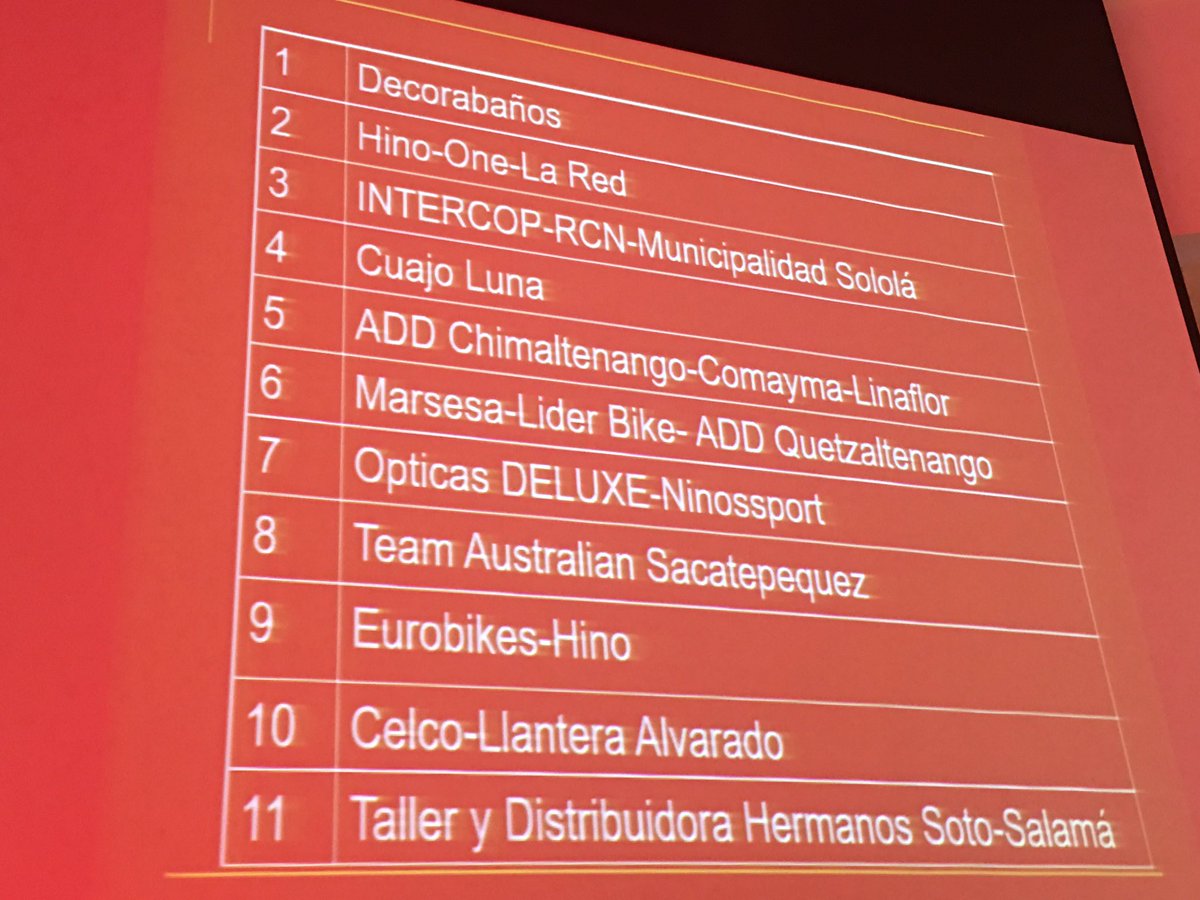 1 Decorabaños
2 Hino-One-La Red
3 INTERCOP-RCN-Municipalidad Sololá
4 Cuajo Luna
5 ADD Chimaltenango-Comayma-Linaflor
6 Marsesa-Lider Bike- ADD Quetzaltenango
7 Opticas DELUXE-Ninossport
8 Team Australian Sacatepequez
9 Eurobikes-Hino
10 Celco-Llantera Alvarado
11 Taller y Distribuidora Hermanos Soto-Salamá